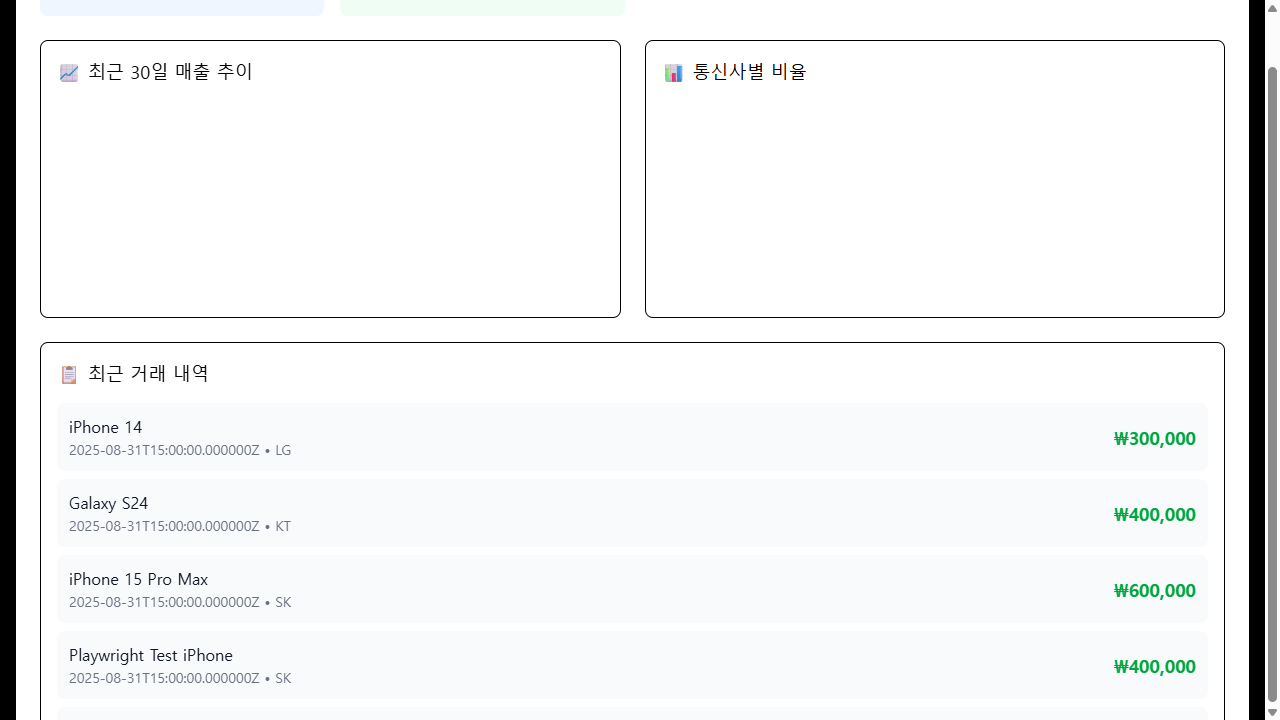 📈 최근 30일 매출 추이
📊 통신사별 비율
📋 최근 거래 내역
iPhone 14
2025-08-31T15:00:00.000000Z • LG
₩300,000
Galaxy S24
2025-08-31T15:00:00.000000Z • KT
₩400,000
iPhone 15 Pro Max
2025-08-31T15:00:00.000000Z • SK
₩600,000
Playwright Test iPhone
2025-08-31T15:00:00.000000Z • SK
₩400,000